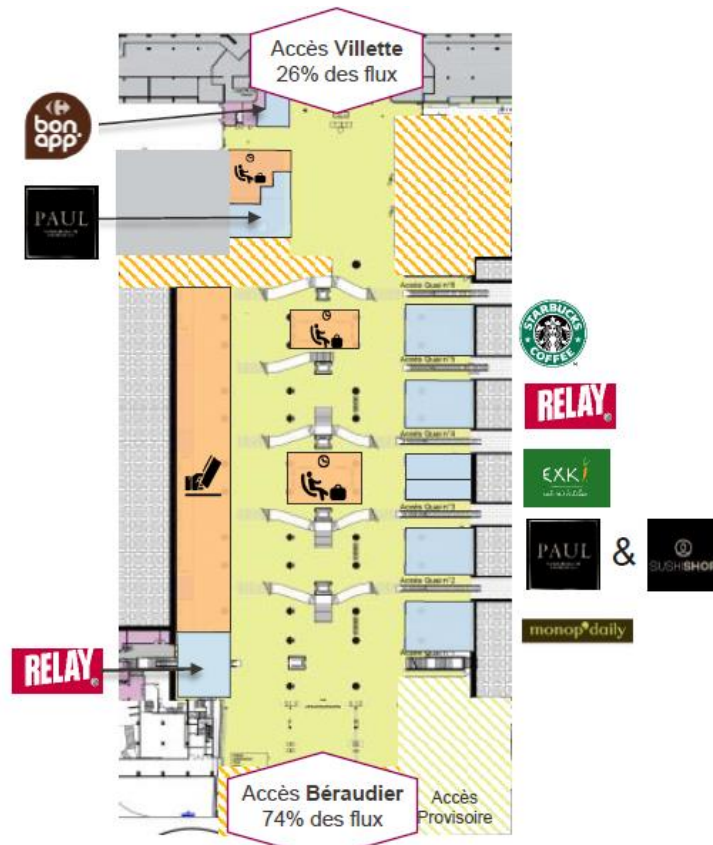 Accès Villette
26% des flux
bon
app'
PAUL
Accès Quai n°6
STARBUCKS
COFFEE
Accès Quai n°5
RELAY
Accès Quai n°4
EXKi
Accès Quai n°3
PAUL
&
SUSHISHOP
Accès Quai n°2
monop'daily
RELAY
Accès Béraudier
74% des flux
Accès
Provisoire